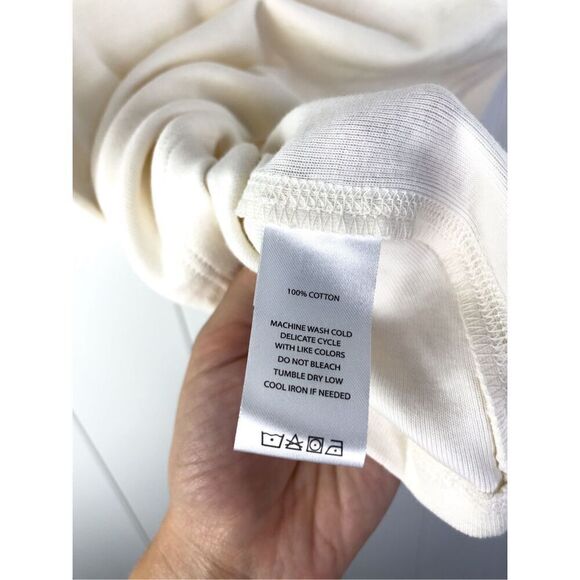 100% COTTON
MACHINE WASH COLD
DELICATE CYCLE
WITH LIKE COLORS
DO NOT BLEACH
TUMBLE DRY LOW
COOL IRON IF NEEDED